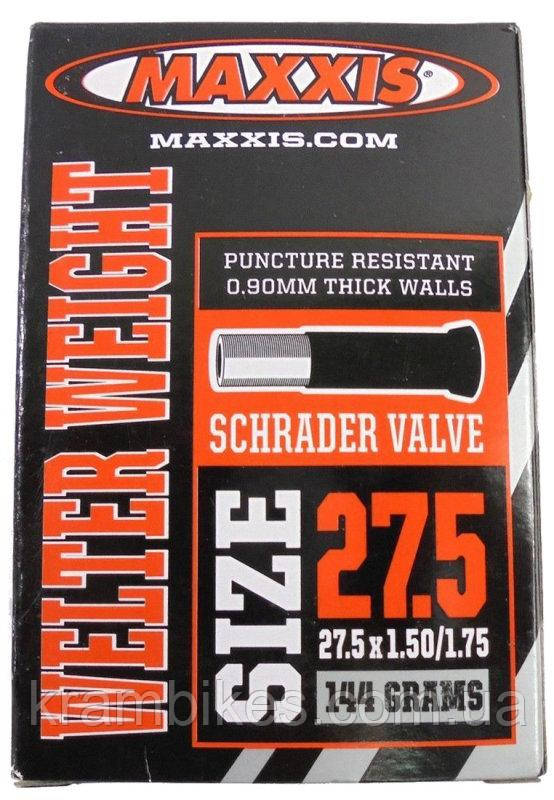 MAXXIS®
MAXXIS.COM
WELTER WEIGHT
PUNCTURE RESISTANT
0.90MM THICK WALLS
SCHRADER VALVE
SIZE
27.5
27.5 x 1.50/1.75
144 GRAMS
krambikes.com.ua